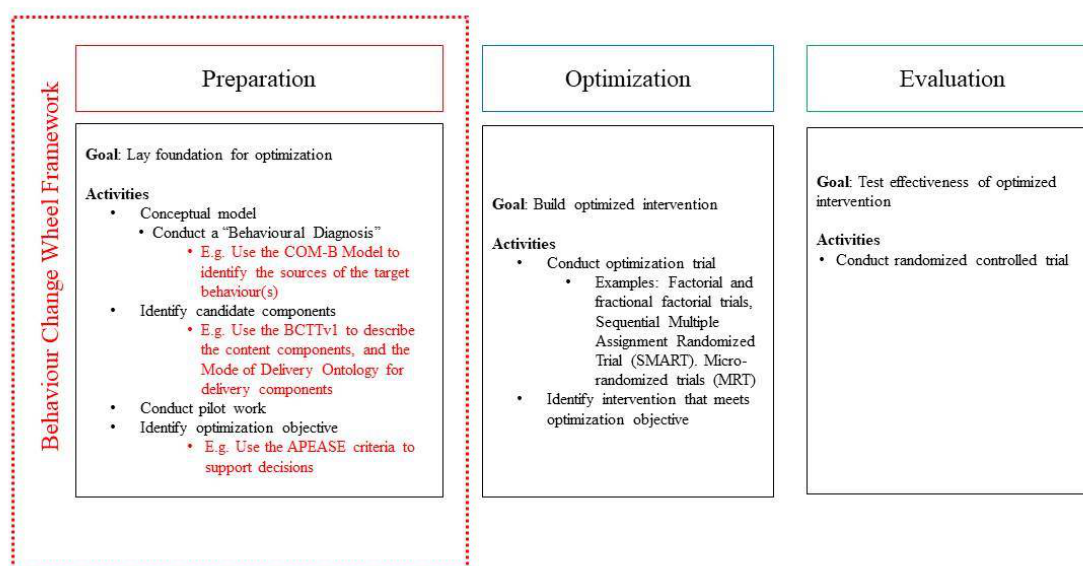 Behaviour Change Wheel Framework
Preparation
Goal: Lay foundation for optimization
Activities
• Conceptual model
• Conduct a “Behavioural Diagnosis”
• E.g. Use the COM-B Model to
identify the sources of the target
behaviour(s)
• Identify candidate components
• E.g. Use the BCTTv1 to describe
the content components, and the
Mode of Delivery Ontology for
delivery components
• Conduct pilot work
• Identify optimization objective
• E.g. Use the APEASE criteria to
support decisions
Optimization
Goal: Build optimized intervention
Activities
• Conduct optimization trial
• Examples: Factorial and
fractional factorial trials,
Sequential Multiple
Assignment Randomized
Trial (SMART). Micro-
randomized trials (MRT)
• Identify intervention that meets
optimization objective
Evaluation
Goal: Test effectiveness of optimized
intervention
Activities
• Conduct randomized controlled trial